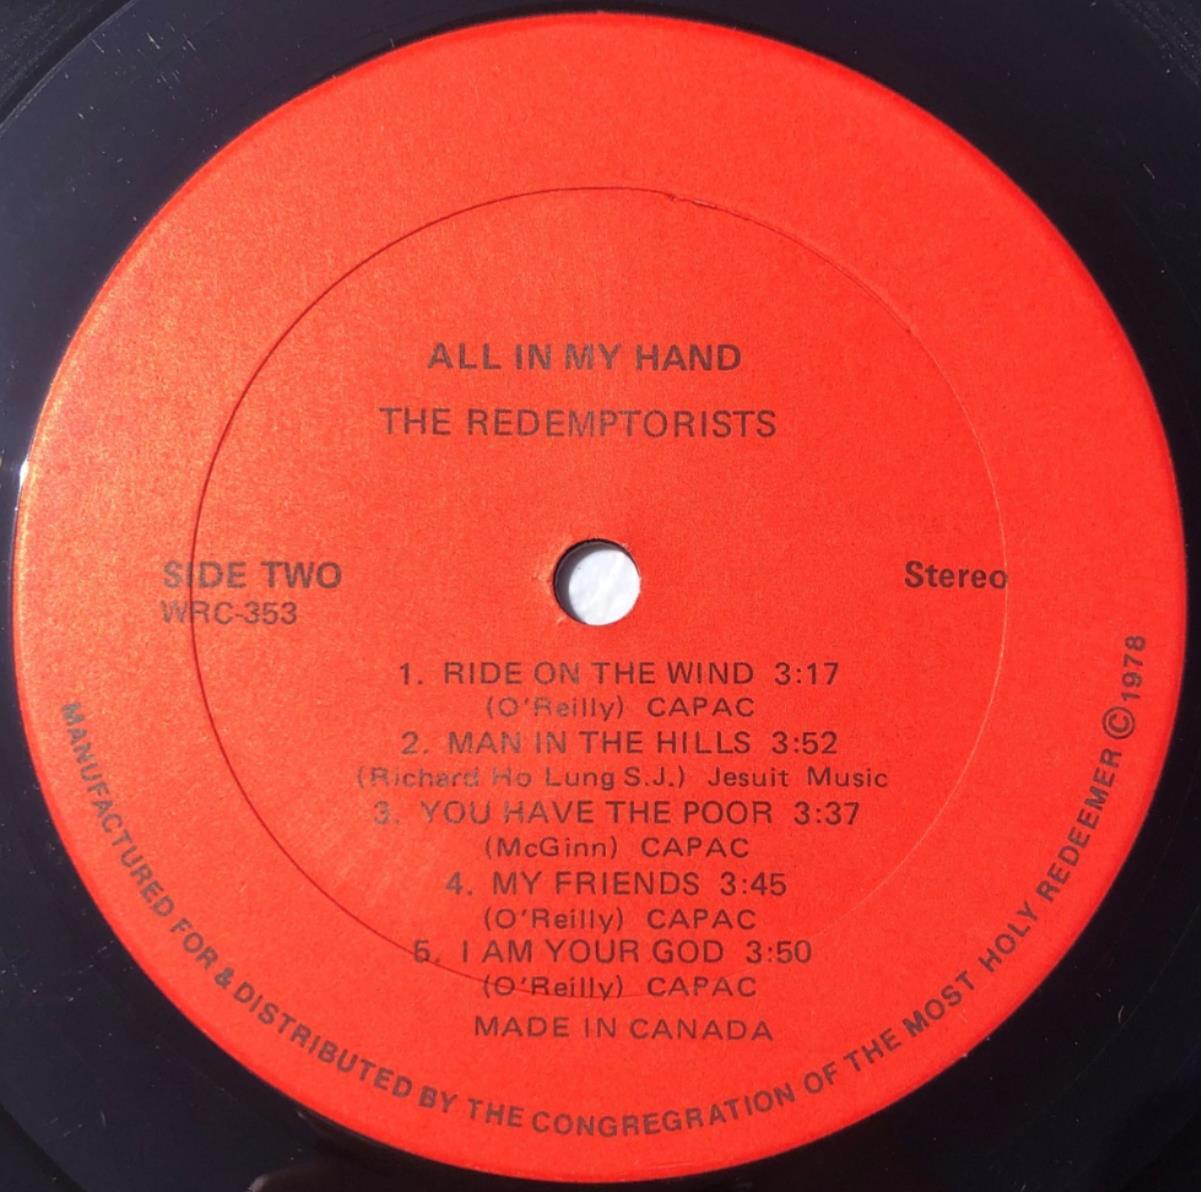 ALL IN MY HAND
THE REDEMPTORISTS
SIDE TWO
WRC-353
Stereo
1. RIDE ON THE WIND 3:17
(O'Reilly) CAPAC
2. MAN IN THE HILLS 3:52
(Richard Ho Lung S.J.) Jesuit Music
3. YOU HAVE THE POOR 3:37
(McGinn) CAPAC
4. MY FRIENDS 3:45
(O'Reilly) CAPAC
5. I AM YOUR GOD 3:50
(O'Reilly) CAPAC
MADE IN CANADA
MANUFACTURED FOR & DISTRIBUTED BY THE CONGREGRATION OF THE MOST HOLY REDEEMER © 1978